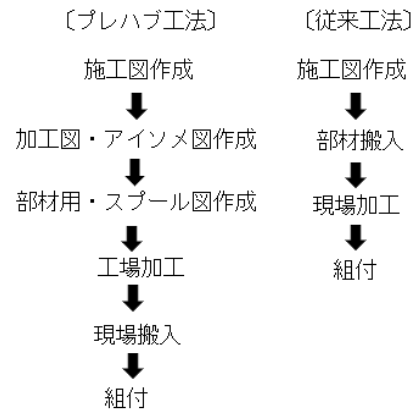 〔プレハブ工法〕
施工図作成
加工図・アイソメ図作成
部材用・スプール図作成
工場加工
現場搬入
組付
〔従来工法〕
施工図作成
部材搬入
現場加工
組付